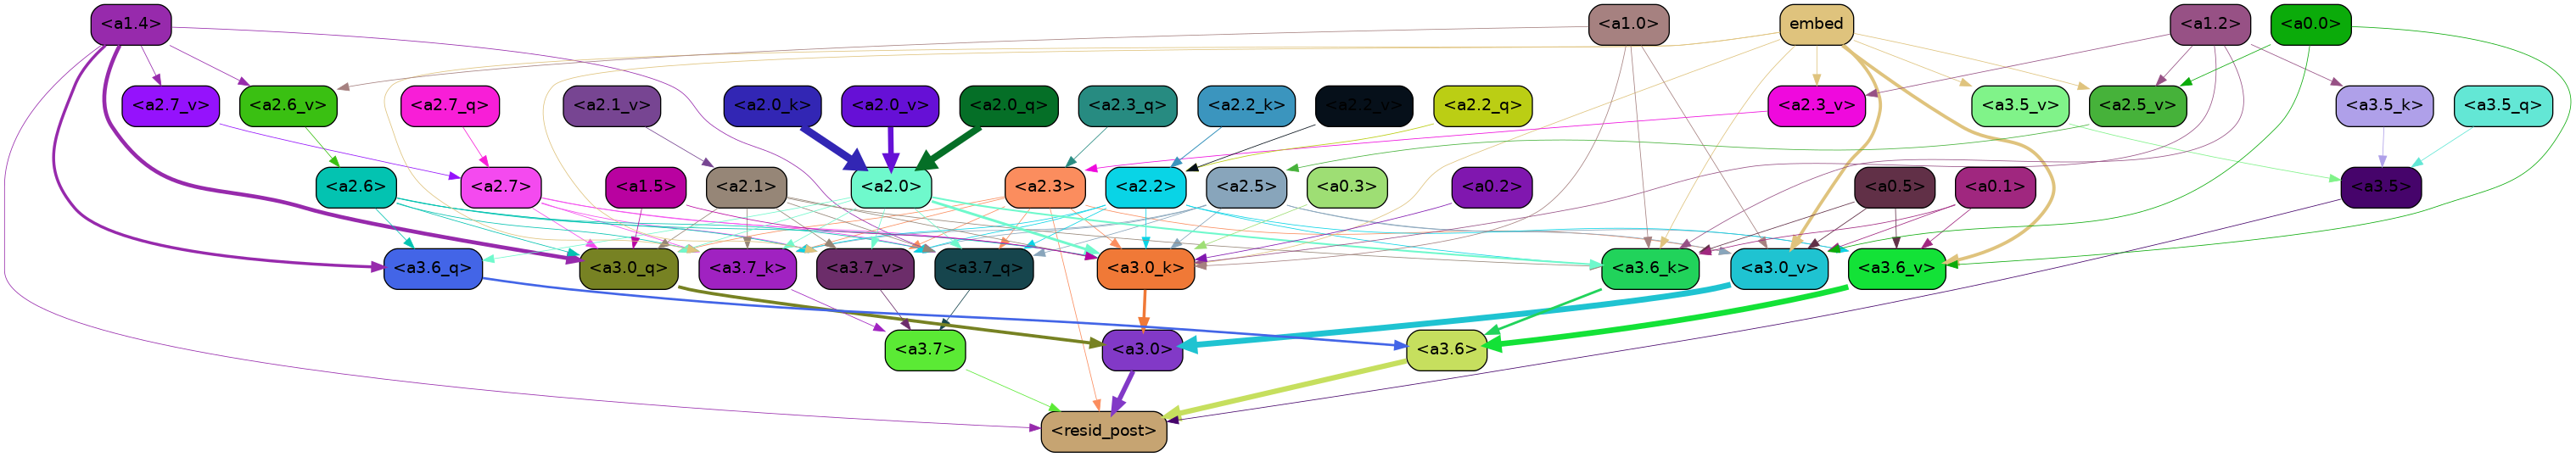 <a1.4> <a1.0> embed <a1.2> <a0.0>
<a2.7_v> <a2.6_v> <a2.7_q> <a2.1_v> <a2.0_k> <a2.0_v> <a2.0_q> <a2.3_q> <a2.2_k> <a2.2_v> <a2.2_q> <a2.3_v> <a3.5_v> <a2.5_v> <a3.5_k> <a3.5_q>
<a2.6> <a2.7> <a1.5> <a2.1> <a2.0> <a2.3> <a2.2> <a2.5> <a0.3> <a0.2> <a0.5> <a0.1> <a3.5>
<a3.6_q> <a3.0_q> <a3.7_k> <a3.7_v> <a3.7_q> <a3.0_k> <a3.6_k> <a3.0_v> <a3.6_v>
<a3.7> <a3.0> <a3.6>
<resid_post>